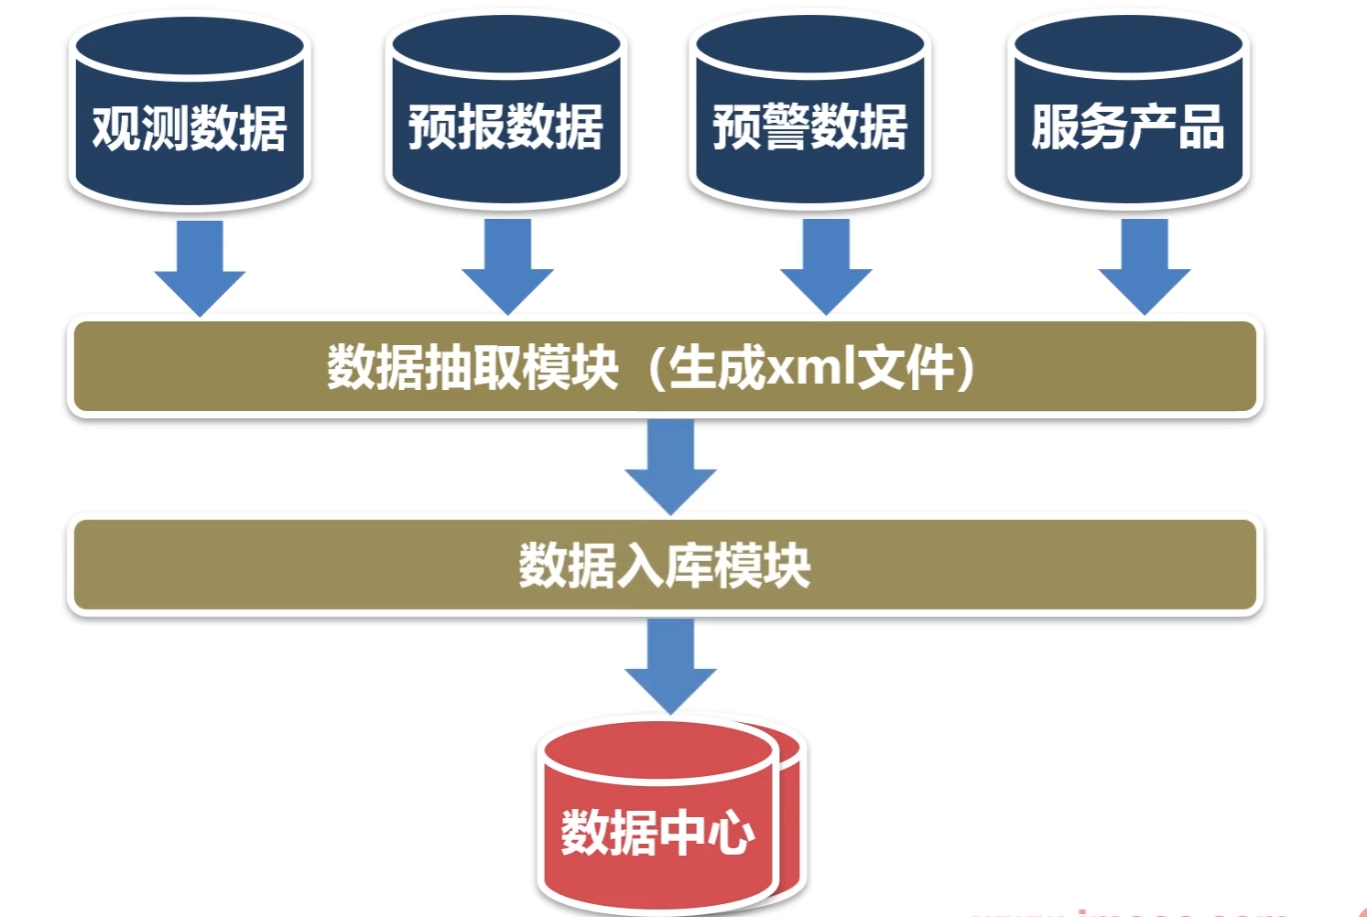 观测数据
预报数据
预警数据
服务产品
数据抽取模块（生成xml文件）
数据入库模块
数据中心